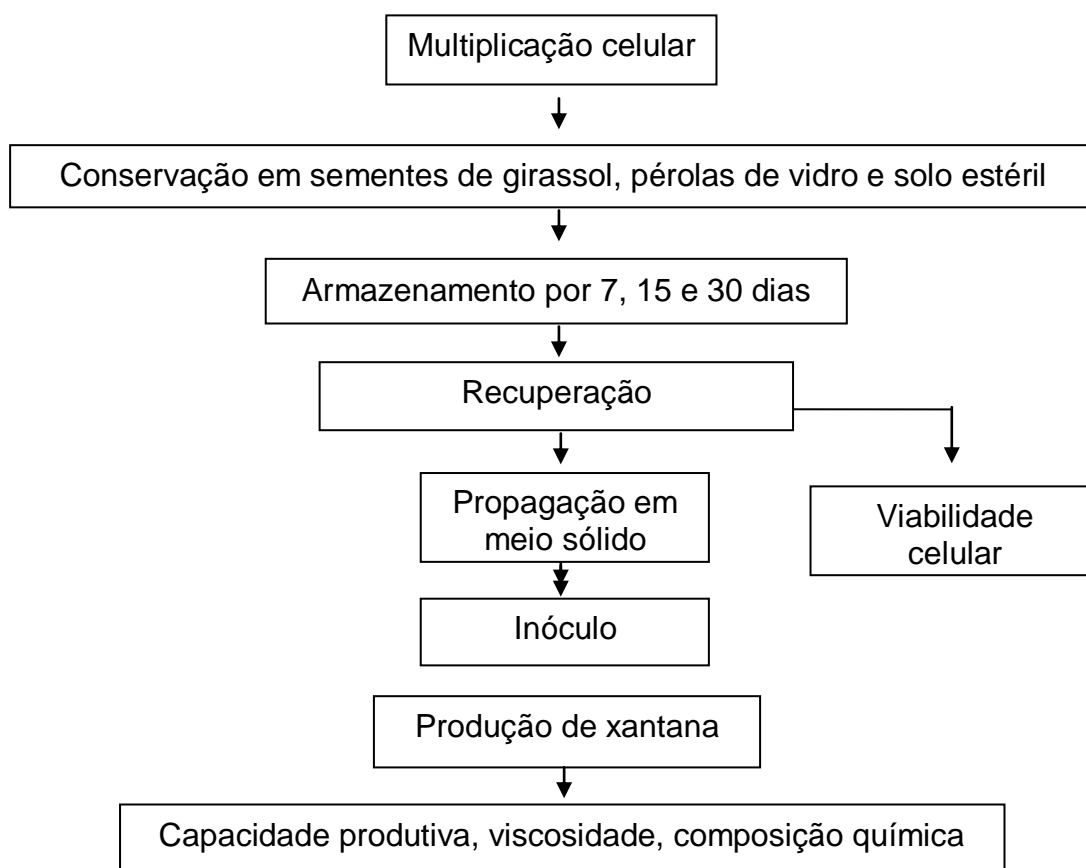 Multiplicação celular
Conservação em sementes de girassol, pérolas de vidro e solo estéril
Armazenamento por 7, 15 e 30 dias
Recuperação
Propagação em
meio sólido
Viabilidade
celular
Inóculo
Produção de xantana
Capacidade produtiva, viscosidade, composição química